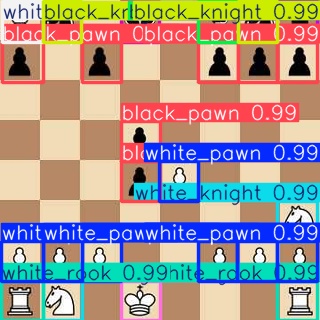 whit black_kn black_knight 0.99
black_pawn 0 black_pawn 0.99
black_pawn 0.99
bl white_pawn 0.99
white_knight 0.99
whit white_pawn white_pawn 0.99
white_rook 0.99 hite_rook 0.99